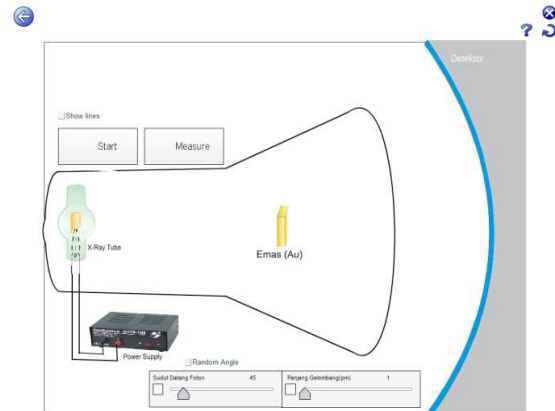 ?
Detektor
Show lines
Start
Measure
X-Ray Tube
Emas (Au)
Power Supply
Random Angle
Sudut Datang Foton 45
Panjang Gelombang(pm) 1